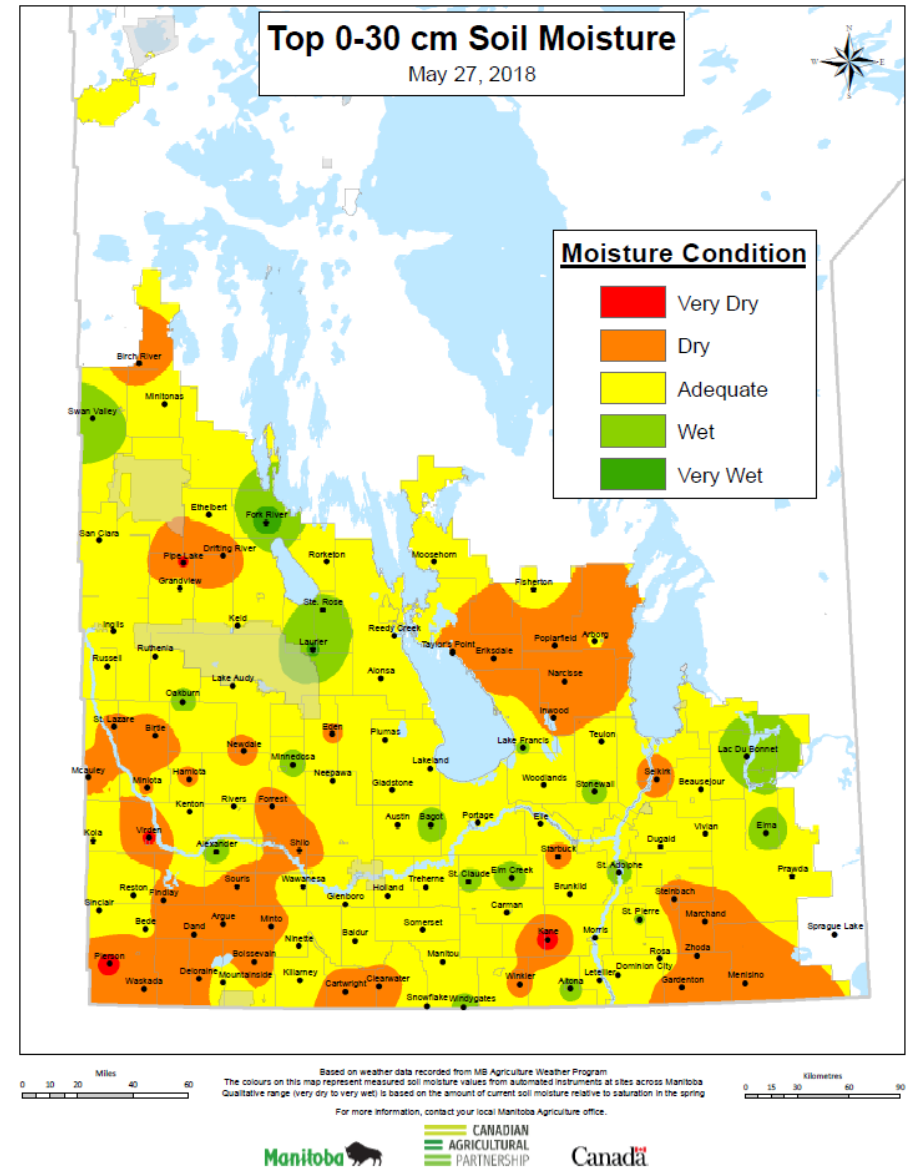 Top 0-30 cm Soil Moisture
May 27, 2018
N
W
E
S
Moisture Condition
Very Dry
Dry
Adequate
Wet
Very Wet
Birch River
Minitonas
Swan Valley
Ethelbert
Fork River
San Clara
Pipe Lake
Drifting River
Rorketon
Moosehorn
Grandview
Fisherton
Ste. Rose
Inglis
Keld
Reedy Creek
Laurier
Taylor's Point
Poplarfield
Arborg
Ruthenia
Eriksdale
Russell
Alonsa
Narcisse
Lake Audy
Oakburn
Inwood
St. Lazare
Birtle
Eden
Plumas
Teulon
Newdale
Lake Francis
Lac Du Bonnet
Minnedosa
Lakeland
Mcauley
Miniota
Hamiota
Neepawa
Gladstone
Woodlands
Stonewall
Selkirk
Beausejour
Kenton
Rivers
Forrest
Austin
Bagot
Portage
Elie
Kola
Virden
Vivian
Elma
Alexander
Shilo
Dugald
Starbuck
St. Adolphe
Prawda
Reston
Findlay
Souris
Wawanesa
Holland
Treherne
St. Claude
Elm Creek
Brunkild
Steinbach
Sinclair
Glenboro
Carman
St. Pierre
Marchand
Bede
Dand
Argue
Minto
Somerset
Sprague Lake
Ninette
Baldur
Kane
Morris
Pierson
Boissevain
Manitou
Rosa
Zhoda
Waskada
Deloraine
Mountainside
Killarney
Cartwright
Clearwater
Winkler
Altona
Letellier
Dominion City
Gardenton
Menisino
Snowflake
Windygates
Miles
0 10 20 40 60
Based on weather data recorded from MB Agriculture Weather Program
The colours on this map represent measured soil moisture values from automated instruments at sites across Manitoba
Qualitative range (very dry to very wet) is based on the amount of current soil moisture relative to saturation in the spring
For more information, contact your local Manitoba Agriculture office.
Kilometres
0 15 30 60 90
Manitoba
CANADIAN
AGRICULTURAL
PARTNERSHIP
Canada